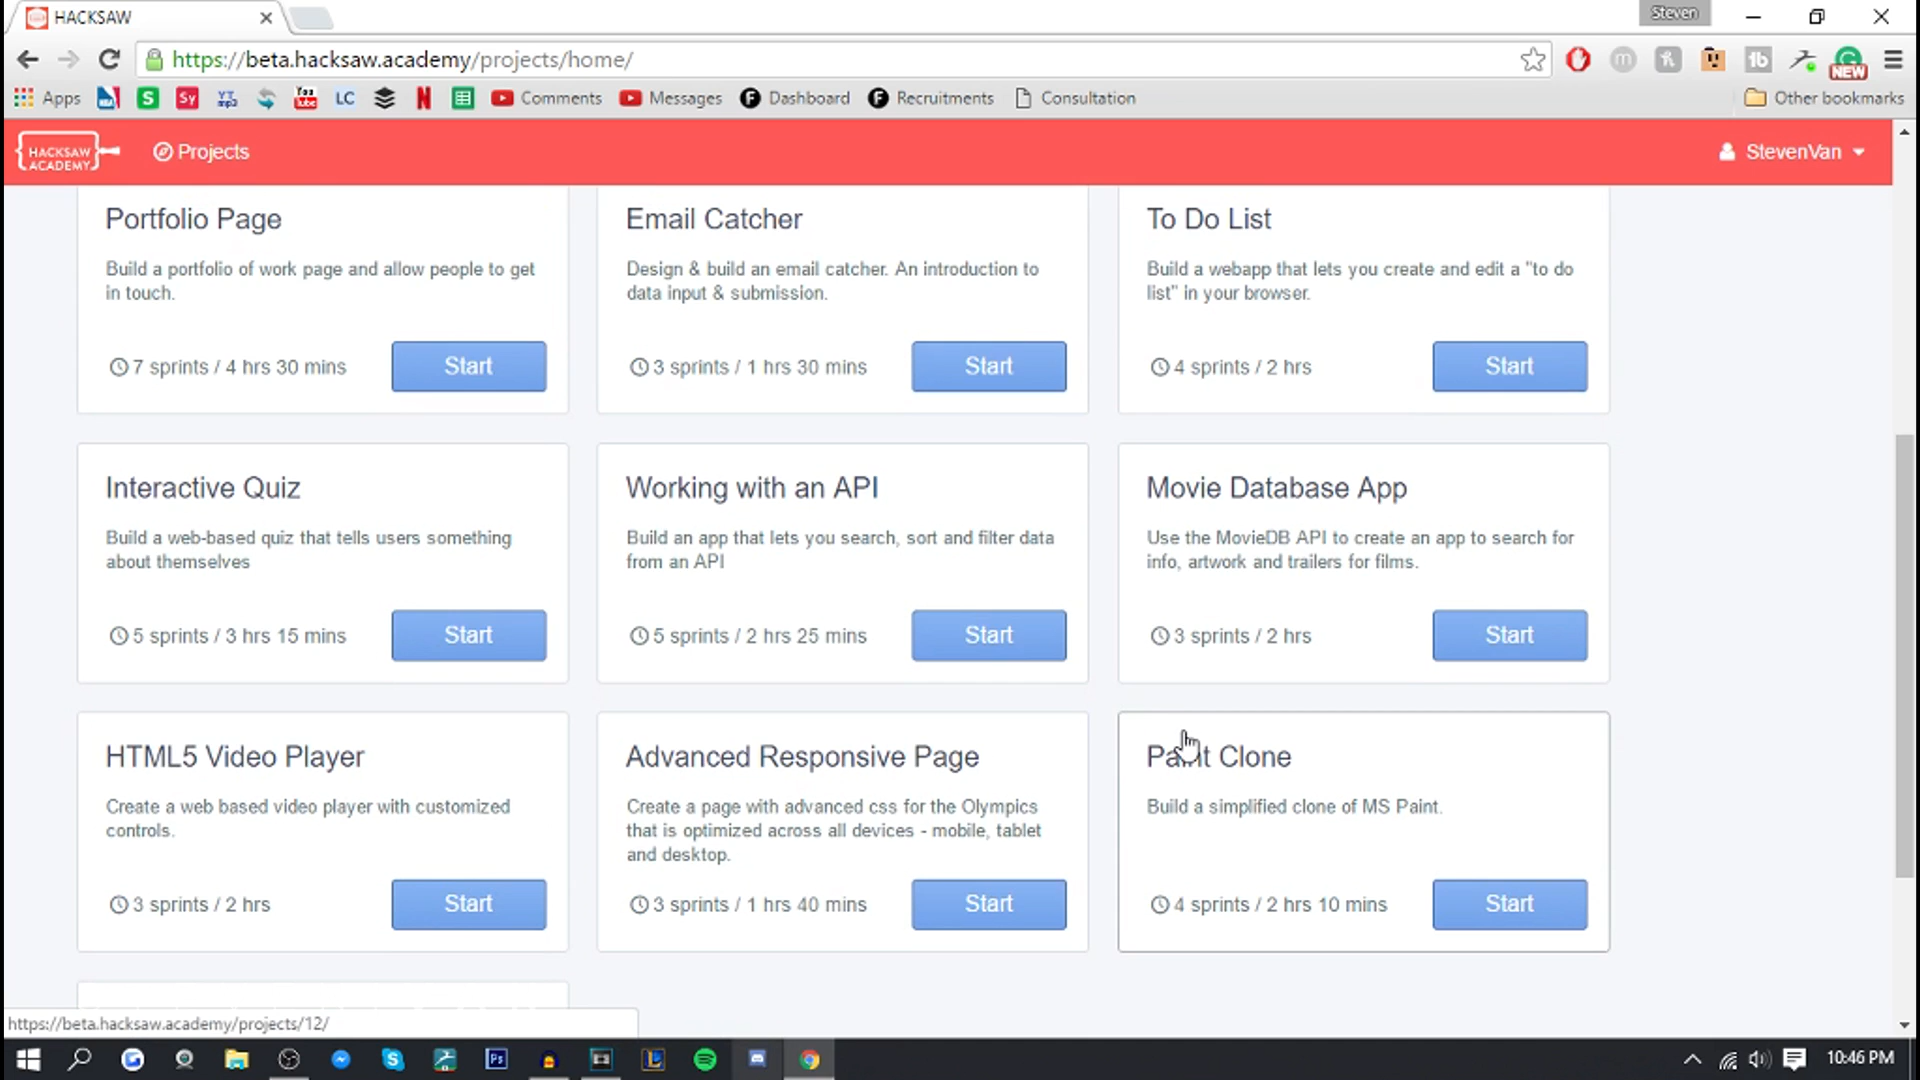 HACKSAW
Steven
https://beta.hacksaw.academy/projects/home/
NEW
Apps
S
Sy
You
Tube
LC
N
Comments
Messages
Dashboard
Recruitments
Consultation
Other bookmarks
HACKSAW
ACADEMY
Projects
StevenVan
Portfolio Page
Build a portfolio of work page and allow people to get
in touch.
7 sprints / 4 hrs 30 mins
Start
Email Catcher
Design & build an email catcher. An introduction to
data input & submission.
3 sprints / 1 hrs 30 mins
Start
To Do List
Build a webapp that lets you create and edit a "to do
list" in your browser.
4 sprints / 2 hrs
Start
Interactive Quiz
Build a web-based quiz that tells users something
about themselves
5 sprints / 3 hrs 15 mins
Start
Working with an API
Build an app that lets you search, sort and filter data
from an API
5 sprints / 2 hrs 25 mins
Start
Movie Database App
Use the MovieDB API to create an app to search for
info, artwork and trailers for films.
3 sprints / 2 hrs
Start
HTML5 Video Player
Create a web based video player with customized
controls.
3 sprints / 2 hrs
Start
Advanced Responsive Page
Create a page with advanced css for the Olympics
that is optimized across all devices - mobile, tablet
and desktop.
3 sprints / 1 hrs 40 mins
Start
Paint Clone
Build a simplified clone of MS Paint.
4 sprints / 2 hrs 10 mins
Start
https://beta.hacksaw.academy/projects/12/
Ps
10:46 PM